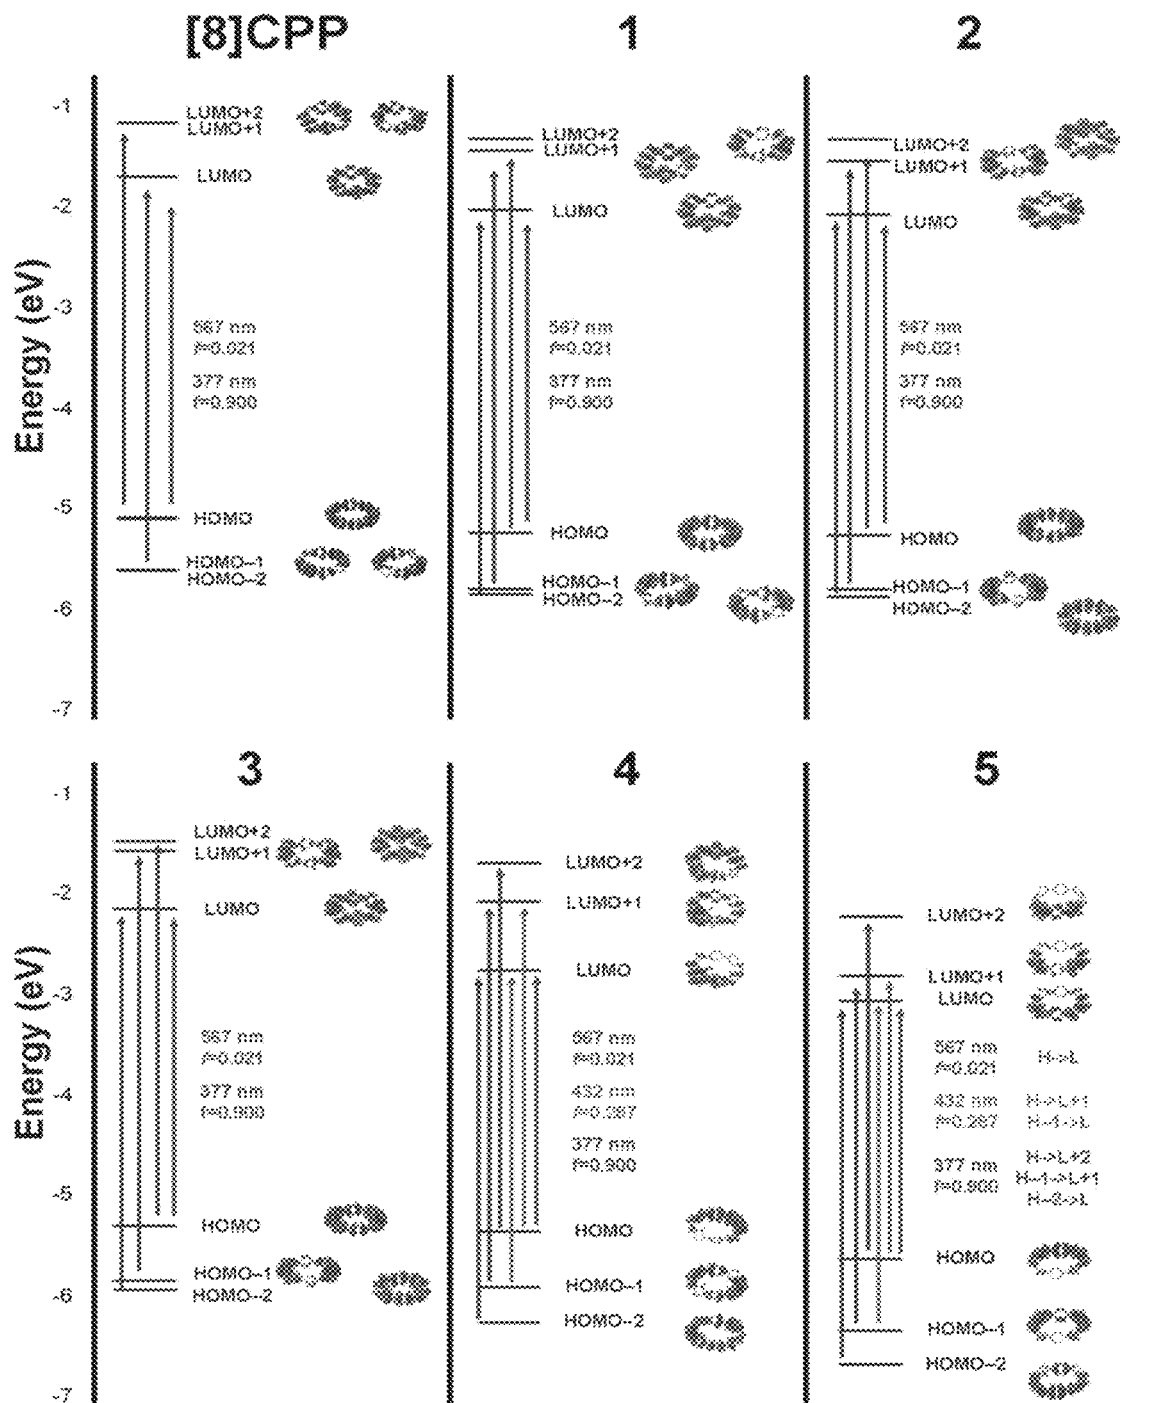 [8]CPP
1
2
Energy (eV)
-1
-2
-3
-4
-5
-6
-7
LUMO+2
LUMO+1
LUMO
567 nm
f=0.021
377 nm
f=0.900
HOMO
HOMO-1
HOMO-2
LUMO+2
LUMO+1
LUMO
567 nm
f=0.021
377 nm
f=0.900
HOMO
HOMO-1
HOMO-2
LUMO+2
LUMO+1
LUMO
567 nm
f=0.021
377 nm
f=0.900
HOMO
HOMO-1
HOMO-2
3
4
5
Energy (eV)
-1
-2
-3
-4
-5
-6
-7
LUMO+2
LUMO+1
LUMO
567 nm
f=0.021
377 nm
f=0.900
HOMO
HOMO-1
HOMO-2
LUMO+2
LUMO+1
LUMO
567 nm
f=0.021
432 nm
f=0.267
377 nm
f=0.900
HOMO
HOMO-1
HOMO-2
LUMO+2
LUMO+1
LUMO
567 nm H->L
f=0.021
432 nm H->L+1
f=0.267 H-1->L
H->L+2
377 nm H-1->L+1
f=0.900 H-2->L
HOMO
HOMO-1
HOMO-2